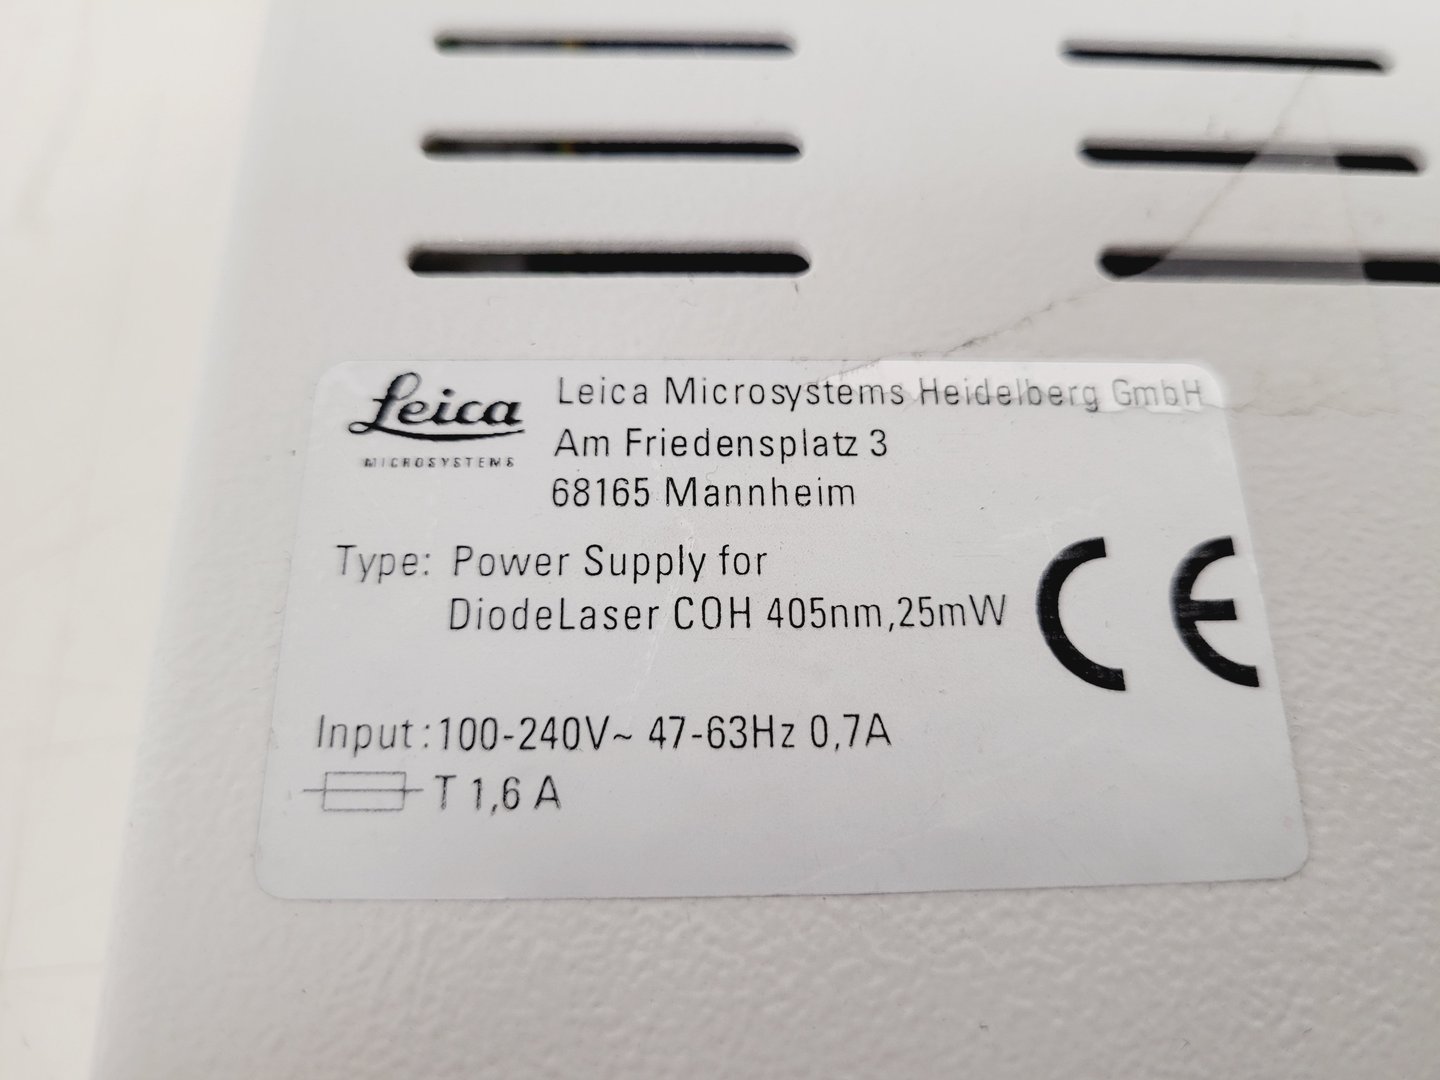 Leica
MICROSYSTEMS
Leica Microsystems Heidelberg GmbH
Am Friedensplatz 3
68165 Mannheim
Type: Power Supply for
DiodeLaser COH 405nm,25mW
CE
Input:100-240V~ 47-63Hz 0,7A
T 1,6 A